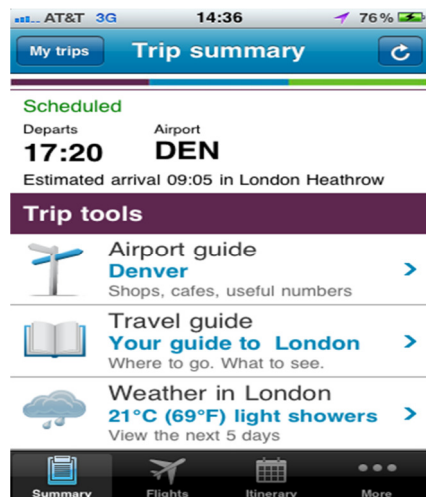 AT&T 3G 14:36 76%
My trips Trip summary
Scheduled
Departs Airport
17:20 DEN
Estimated arrival 09:05 in London Heathrow
Trip tools
Airport guide
Denver
Shops, cafes, useful numbers
Travel guide
Your guide to London
Where to go. What to see.
Weather in London
21°C (69°F) light showers
View the next 5 days
Summary Flights Itinerary More